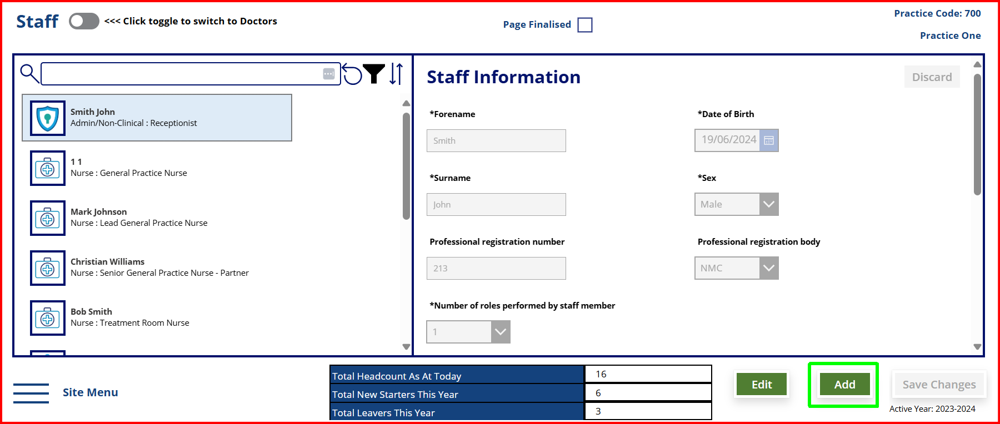 Staff
<<< Click toggle to switch to Doctors
Page Finalised
Practice Code: 700
Practice One
Smith John
Admin/Non-Clinical : Receptionist
1 1
Nurse : General Practice Nurse
Mark Johnson
Nurse : Lead General Practice Nurse
Christian Williams
Nurse : Senior General Practice Nurse - Partner
Bob Smith
Nurse : Treatment Room Nurse
Staff Information
Discard
*Forename
Smith
*Date of Birth
19/06/2024
*Surname
John
*Sex
Male
Professional registration number
213
Professional registration body
NMC
*Number of roles performed by staff member
1
Site Menu
Total Headcount As At Today 16
Total New Starters This Year 6
Total Leavers This Year 3
Edit
Add
Save Changes
Active Year: 2023-2024